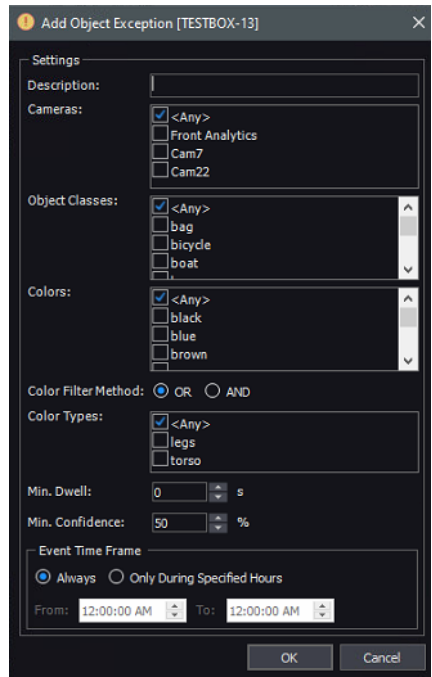 Add Object Exception [TESTBOX-13]
Settings
Description:
Cameras:
<Any>
Front Analytics
Cam7
Cam22
Object Classes:
<Any>
bag
bicycle
boat
Colors:
<Any>
black
blue
brown
Color Filter Method: OR AND
Color Types:
<Any>
legs
torso
Min. Dwell: 0 s
Min. Confidence: 50 %
Event Time Frame
Always Only During Specified Hours
From: 12:00:00 AM To: 12:00:00 AM
OK Cancel